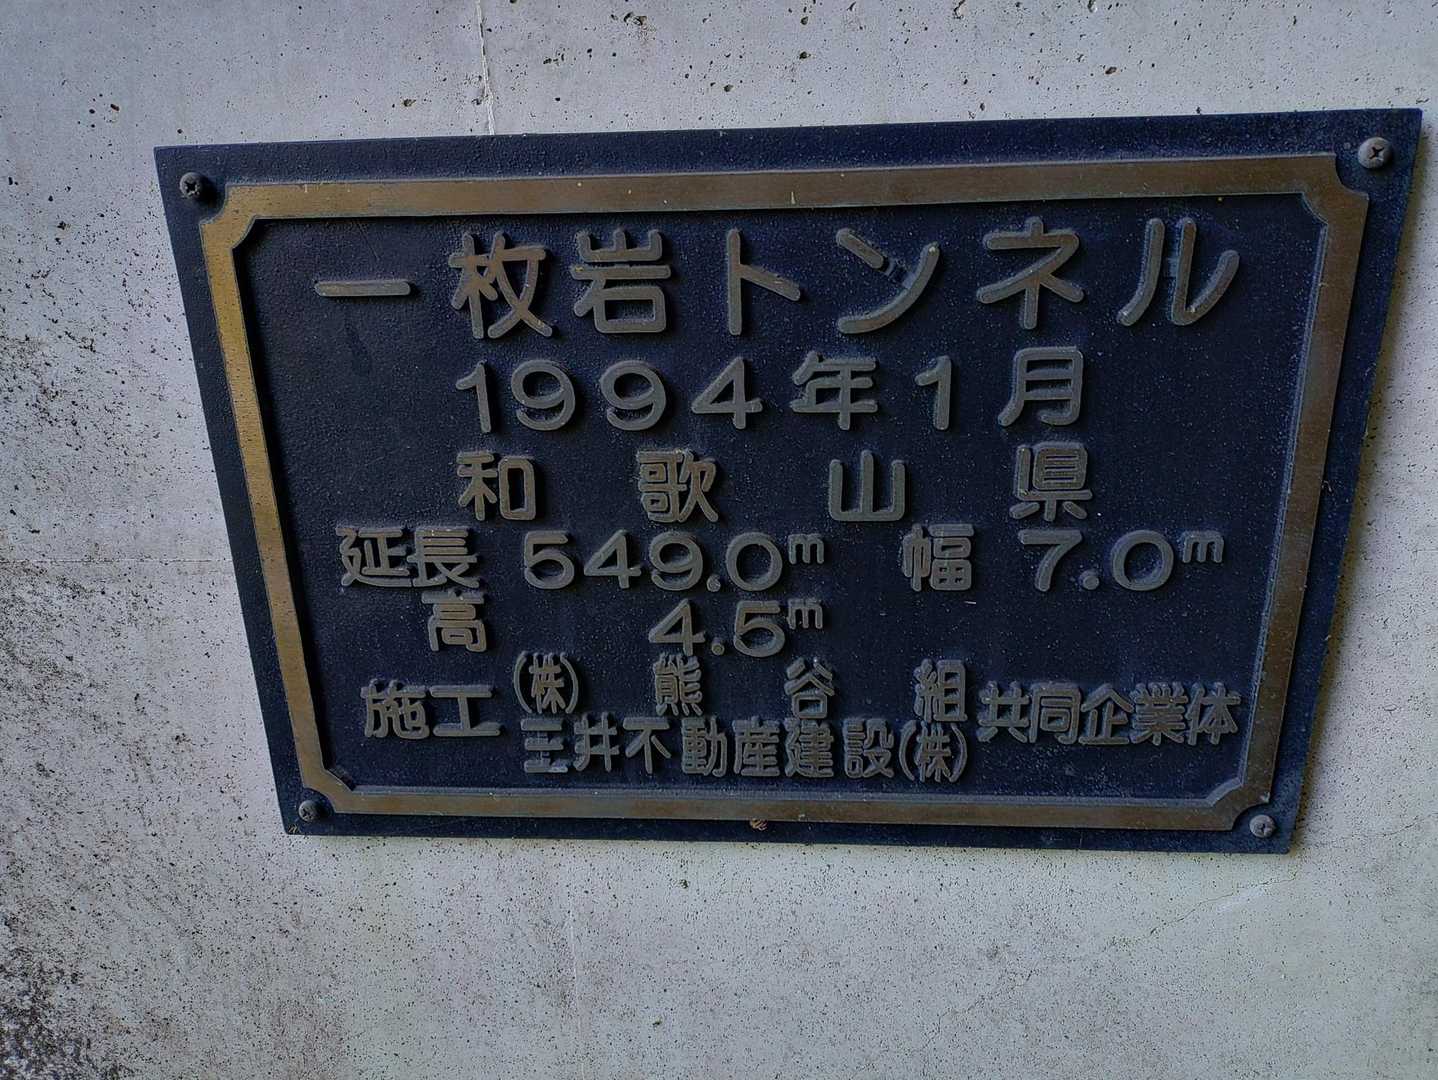 一枚岩トンネル
1994年1月
和歌山県
延長 549.0m 幅 7.0m
高 4.5m
施工 (株)熊谷組 共同企業体
三井不動産建設(株)